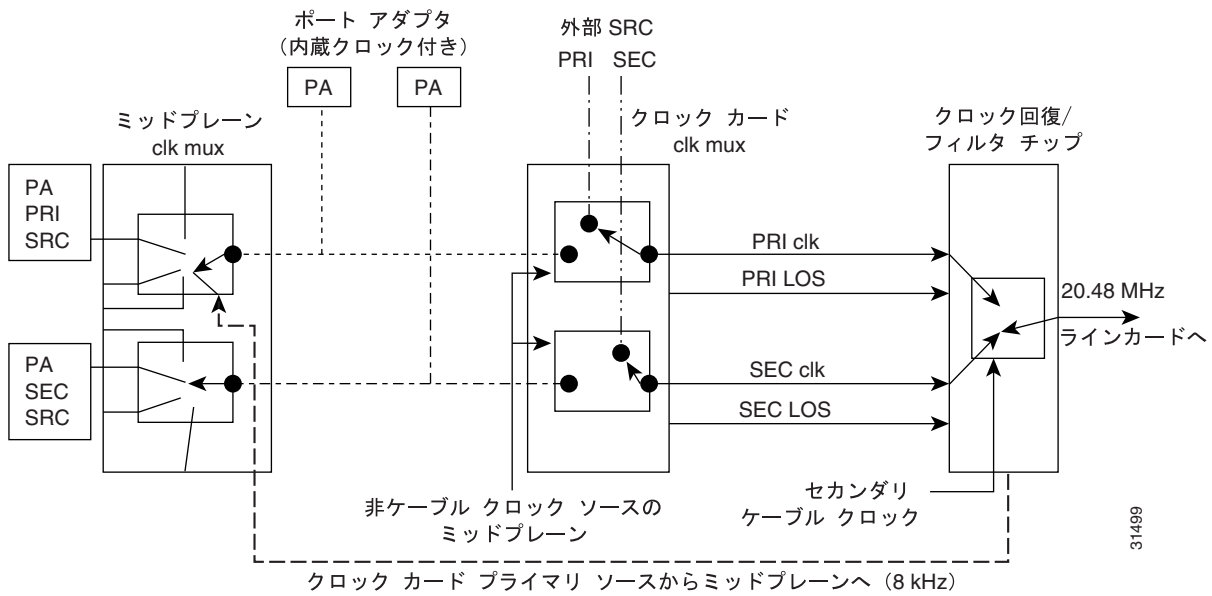 ポート アダプタ
(内蔵クロック付き)
PA
PA
外部 SRC
PRI SEC
ミッドプレーン
clk mux
クロック カード
clk mux
クロック回復/
フィルタ チップ
PA
PRI
SRC
PRI clk
PRI LOS
20.48 MHz
ラインカードへ
PA
SEC
SRC
SEC clk
SEC LOS
非ケーブル クロック ソースの
ミッドプレーン
セカンダリ
ケーブル クロック
31499
クロック カード プライマリ ソースからミッドプレーンへ (8 kHz)